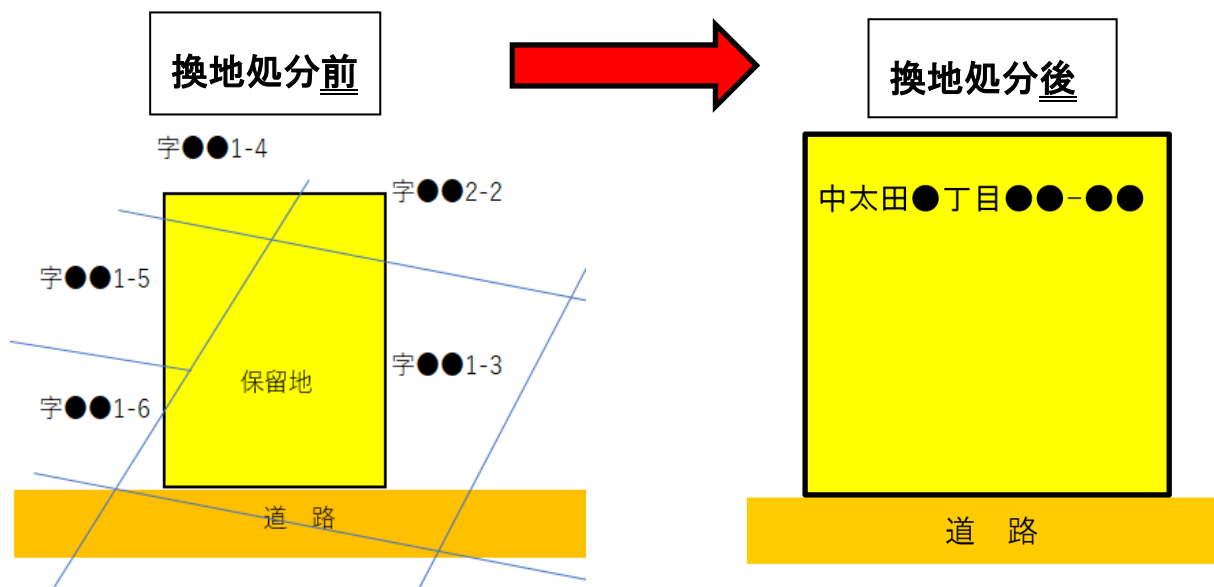 換地処分前
換地処分後
字●●1-4
字●●2-2
字●●1-5
字●●1-3
保留地
字●●1-6
道　路
中太田●丁目●●-●●
道　路